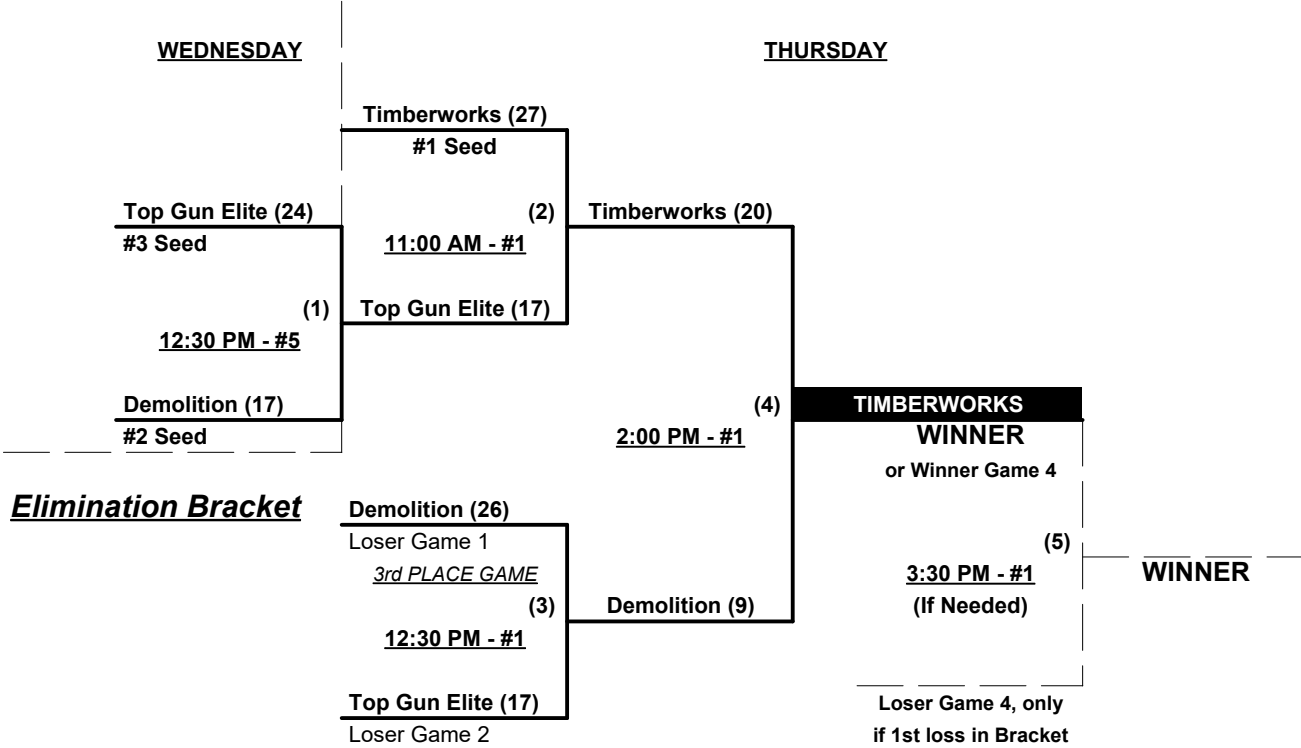 WEDNESDAY
THURSDAY
Timberworks (27)
#1 Seed
Top Gun Elite (24)
#3 Seed
(2)
11:00 AM - #1
Timberworks (20)
(1)
12:30 PM - #5
Top Gun Elite (17)
Demolition (17)
#2 Seed
(4)
2:00 PM - #1
TIMBERWORKS
WINNER
or Winner Game 4
Elimination Bracket
Demolition (26)
Loser Game 1
3rd PLACE GAME
(3)
12:30 PM - #1
Demolition (9)
(5)
3:30 PM - #1
(If Needed)
WINNER
Top Gun Elite (17)
Loser Game 2
Loser Game 4, only
if 1st loss in Bracket